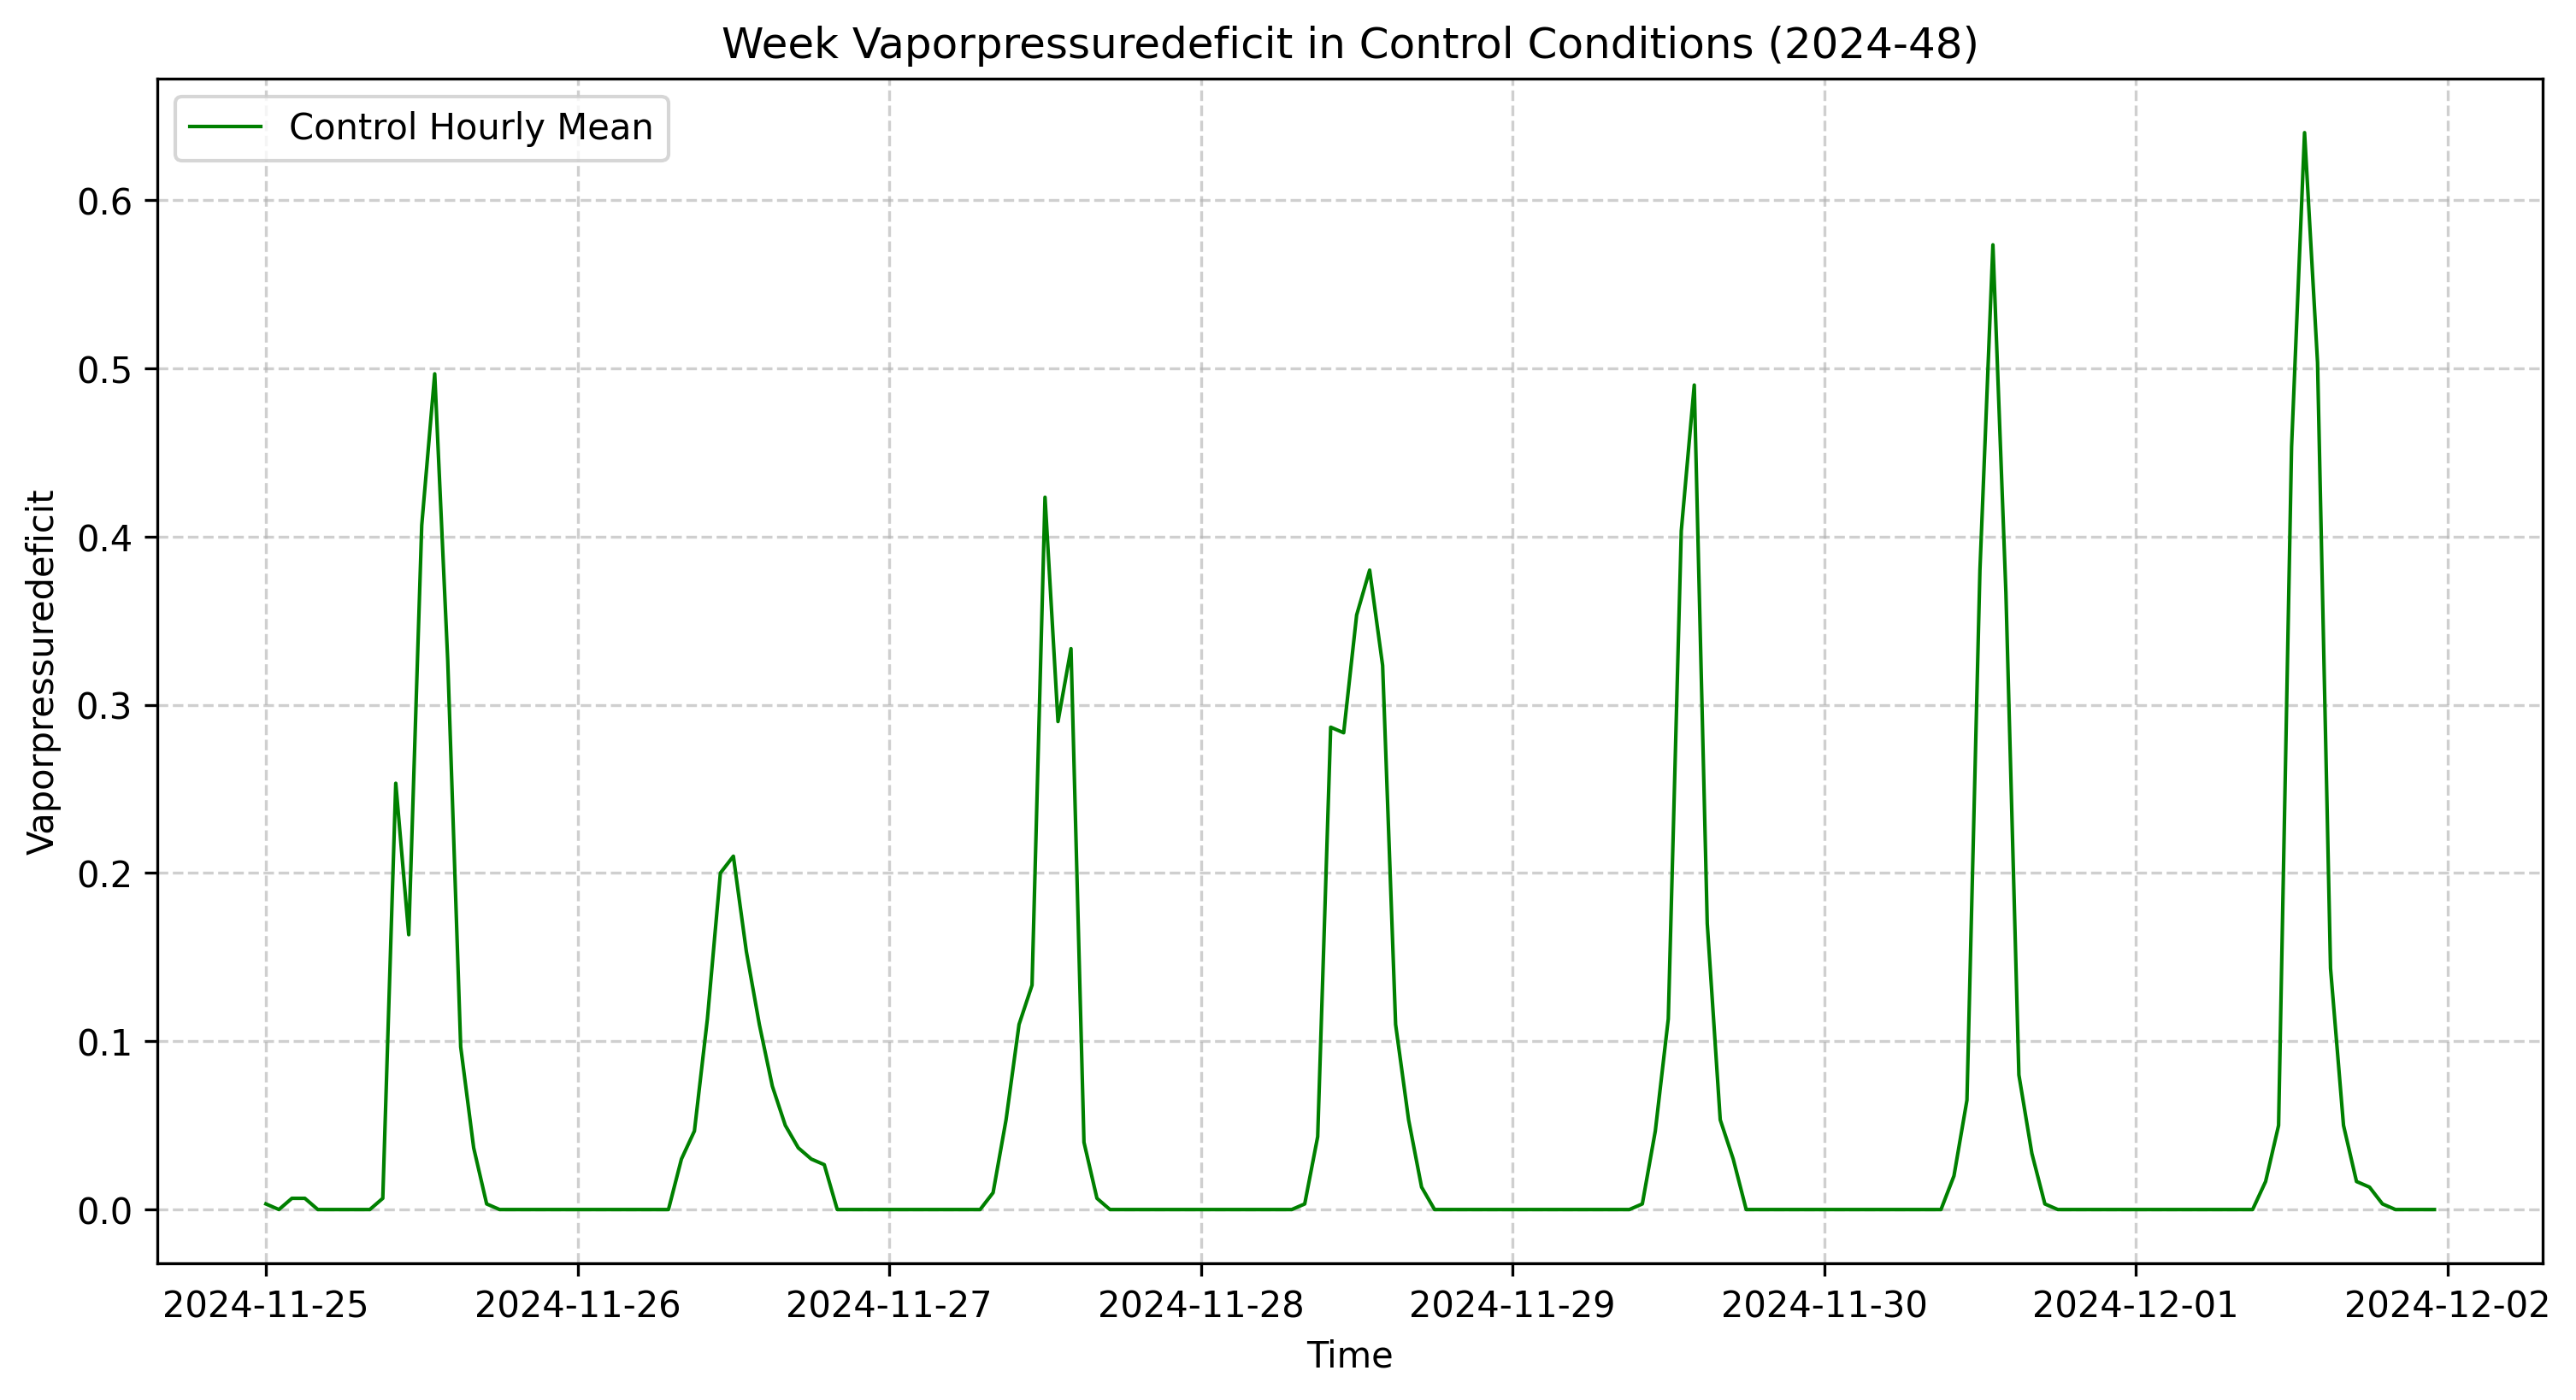 Week Vaporpressuredeficit in Control Conditions (2024-48)
Control Hourly Mean
Vaporpressuredeficit
0.6
0.5
0.4
0.3
0.2
0.1
0.0
2024-11-25 2024-11-26 2024-11-27 2024-11-28 2024-11-29 2024-11-30 2024-12-01 2024-12-02
Time